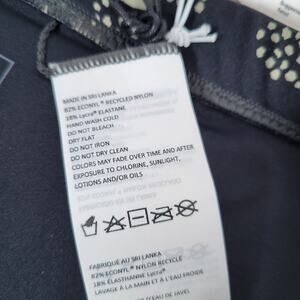 MADE IN SRI LANKA
82% ECONYL® RECYCLED NYLON
18% Lycra® ELASTANE
HAND WASH COLD
DO NOT BLEACH
DRY FLAT
DO NOT IRON
DO NOT DRY CLEAN
COLORS MAY FADE OVER TIME AND AFTER
EXPOSURE TO CHLORINE, SUNLIGHT,
LOTIONS AND/OR OILS
FABRIQUÉ AU SRI LANKA
82% ECONYL® NYLON RECYCLÉ
18% ÉLASTHANNE Lycra®
LAVAGE À LA MAIN ET À L'EAU FROIDE